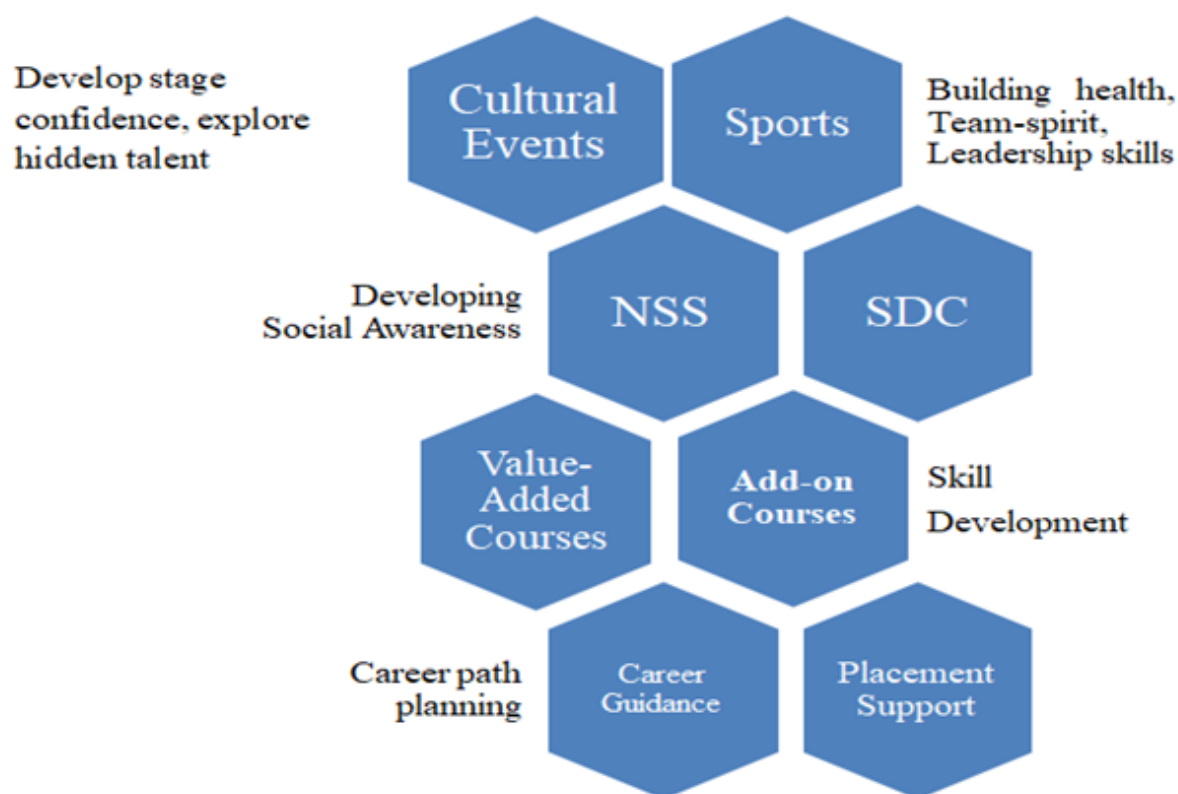 Develop stage
confidence, explore
hidden talent
Cultural
Events
Sports
Building health,
Team-spirit,
Leadership skills
Developing
Social Awareness
NSS
SDC
Value-
Added
Courses
Add-on
Courses
Skill
Development
Career path
planning
Career
Guidance
Placement
Support